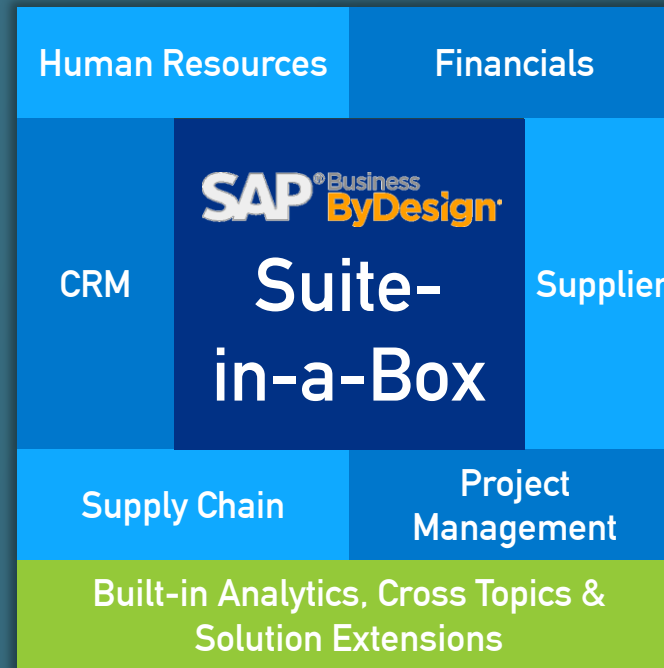 Human Resources
Financials
SAP® Business
ByDesign
CRM
Suite-
in-a-Box
Supplier
Supply Chain
Project
Management
Built-in Analytics, Cross Topics &
Solution Extensions